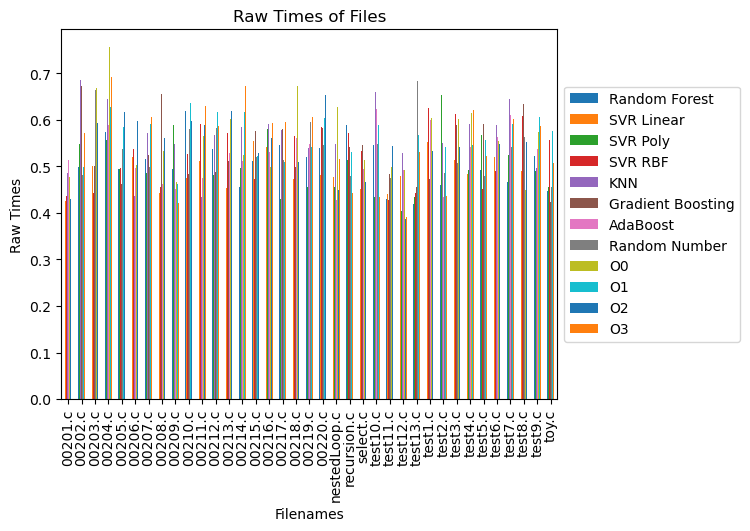 Raw Times of Files
Raw Times
0.7
0.6
0.5
0.4
0.3
0.2
0.1
0.0
00201.c
00202.c
00203.c
00204.c
00205.c
00206.c
00207.c
00208.c
00209.c
00210.c
00211.c
00212.c
00213.c
00214.c
00215.c
00216.c
00217.c
00218.c
00219.c
00220.c
nestedLoop.c
recursion.c
select.c
test10.c
test11.c
test12.c
test13.c
test1.c
test2.c
test3.c
test4.c
test5.c
test6.c
test7.c
test8.c
test9.c
toy.c
Filenames
Random Forest
SVR Linear
SVR Poly
SVR RBF
KNN
Gradient Boosting
AdaBoost
Random Number
O0
O1
O2
O3